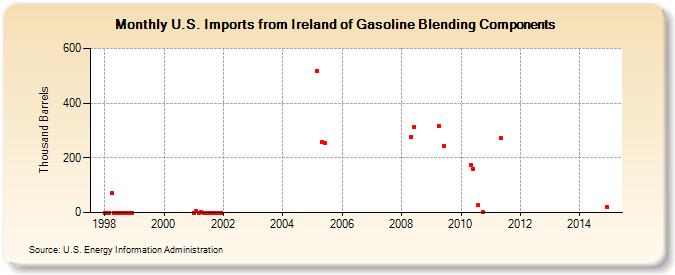 Monthly U.S. Imports from Ireland of Gasoline Blending Components
Thousand Barrels
600
400
200
0
1998 2000 2002 2004 2006 2008 2010 2012 2014
Source: U.S. Energy Information Administration